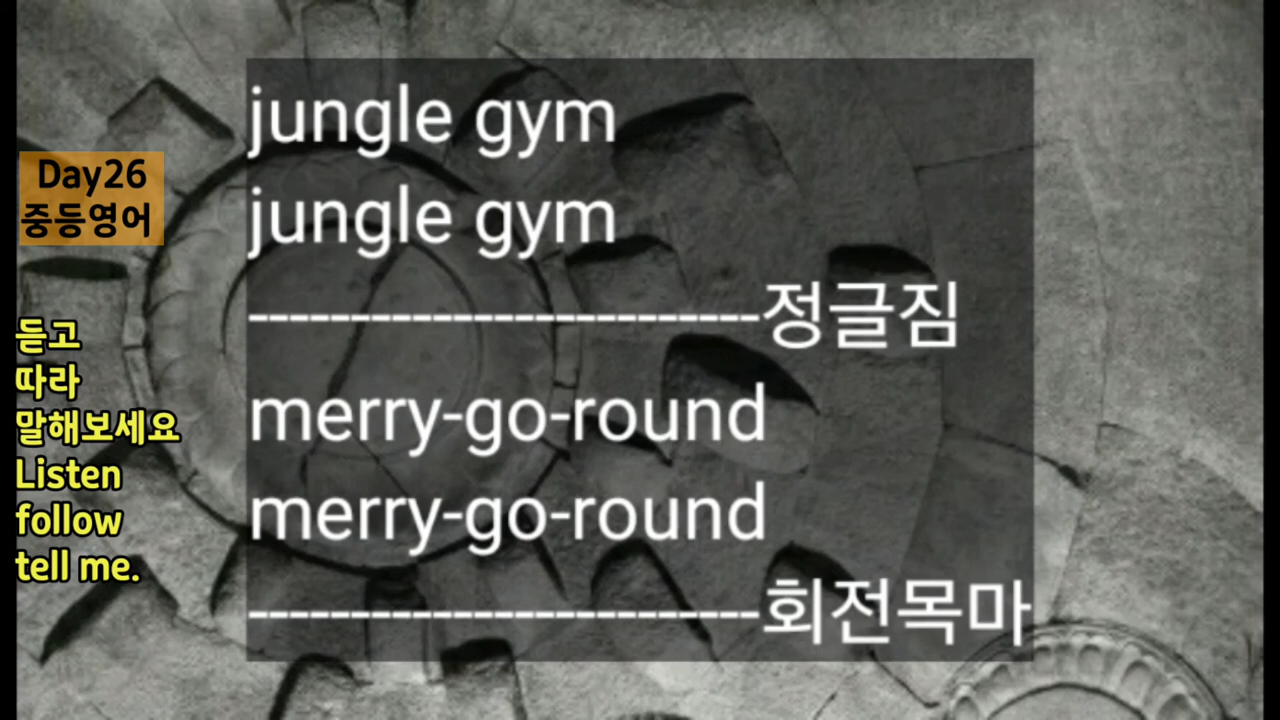 Day26
중등영어
듣고
따라
말해보세요
Listen
follow
tell me.
jungle gym
jungle gym
-------------------------정글짐
merry-go-round
merry-go-round
-------------------------회전목마